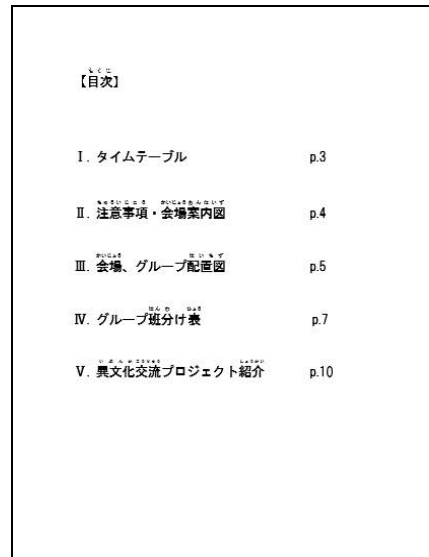 【目次】
Ⅰ. タイムテーブル p.3
Ⅱ. 注意事項・会場案内図 p.4
Ⅲ. 会場、グループ配置図 p.5
Ⅳ. グループ班分け表 p.7
Ⅴ. 異文化交流プロジェクト紹介 p.10